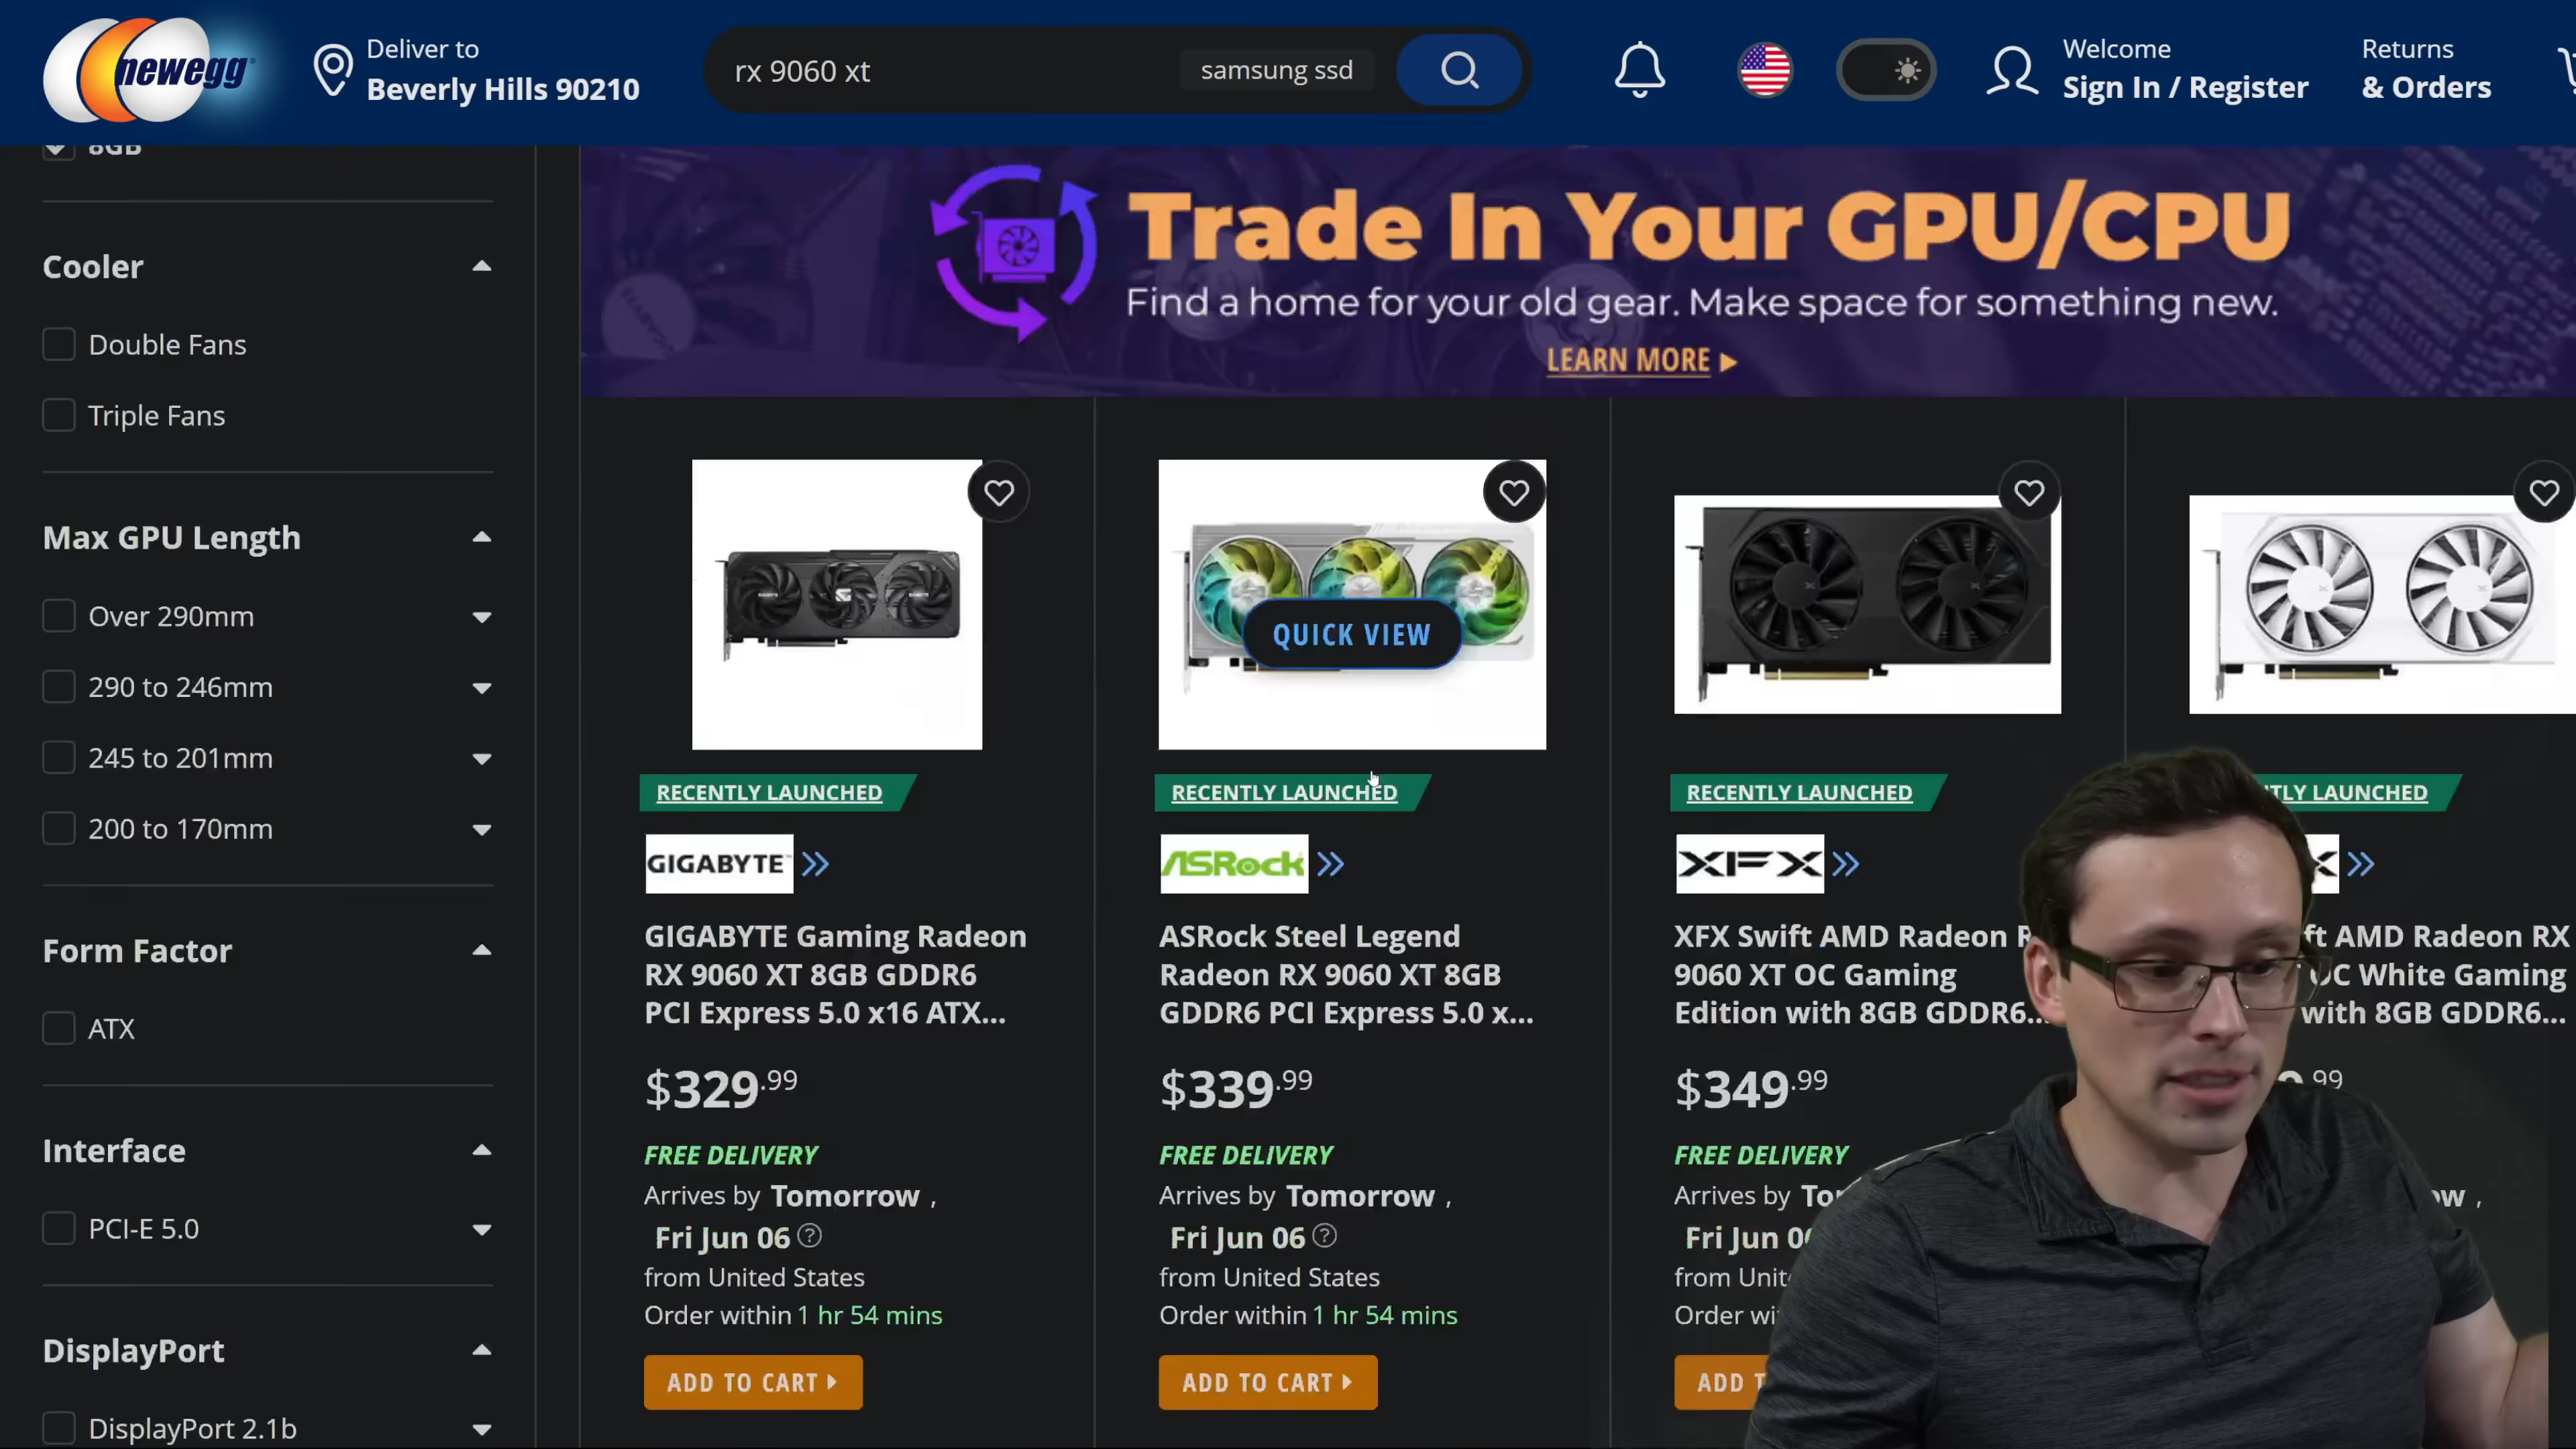 newegg
Deliver to
Beverly Hills 90210
rx 9060 xt
samsung ssd
Welcome
Sign In / Register
Returns
& Orders
8GB
Cooler
Double Fans
Triple Fans
Max GPU Length
Over 290mm
290 to 246mm
245 to 201mm
200 to 170mm
Form Factor
ATX
Interface
PCI-E 5.0
DisplayPort
DisplayPort 2.1b
Trade In Your GPU/CPU
Find a home for your old gear. Make space for something new.
LEARN MORE
RECENTLY LAUNCHED
GIGABYTE
GIGABYTE Gaming Radeon
RX 9060 XT 8GB GDDR6
PCI Express 5.0 x16 ATX...
$329.99
FREE DELIVERY
Arrives by Tomorrow ,
Fri Jun 06
from United States
Order within 1 hr 54 mins
ADD TO CART
QUICK VIEW
RECENTLY LAUNCHED
ASRock
ASRock Steel Legend
Radeon RX 9060 XT 8GB
GDDR6 PCI Express 5.0 x...
$339.99
FREE DELIVERY
Arrives by Tomorrow ,
Fri Jun 06
from United States
Order within 1 hr 54 mins
ADD TO CART
RECENTLY LAUNCHED
XFX
XFX Swift AMD Radeon
9060 XT OC Gaming
Edition with 8GB GDDR6...
$349.99
FREE DELIVERY
Arrives by
Fri Jun
from
Order
ADD
LAUNCHED
AMD Radeon RX
OC White Gaming
with 8GB GDDR6...
.99